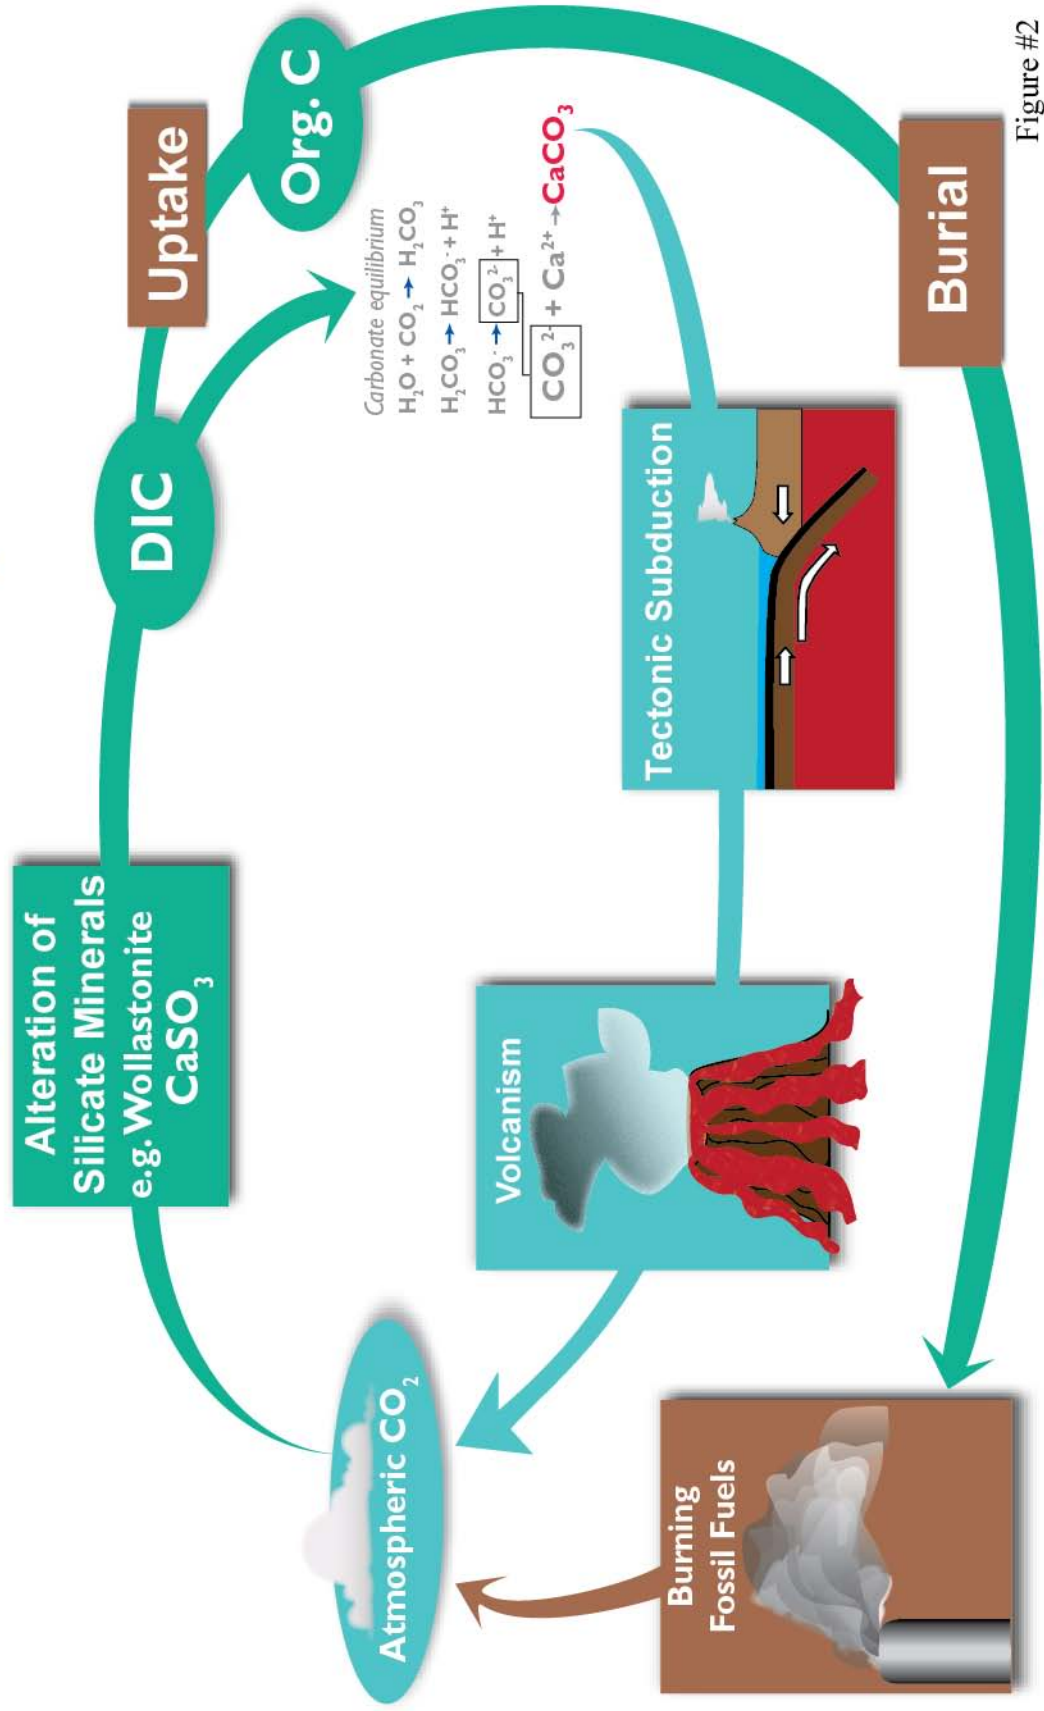 Alteration of
Silicate Minerals
e.g. Wollastonite
CaSO₃
DIC
Uptake
Org. C
Carbonate equilibrium
H₂O + CO₂ → H₂CO₃
H₂CO₃ → HCO₃⁻ + H⁺
HCO₃⁻ → CO₃²⁻ + H⁺
CO₃²⁻ + Ca²⁺ → CaCO₃
Atmospheric CO₂
Volcanism
Tectonic Subduction
Burning
Fossil Fuels
Burial
Figure #2